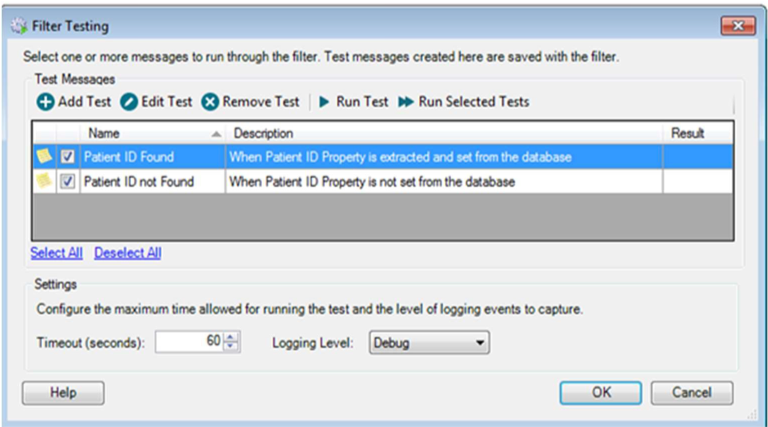 Filter Testing
Select one or more messages to run through the filter. Test messages created here are saved with the filter.
Test Messages
Add Test Edit Test Remove Test Run Test Run Selected Tests
Name Description Result
Patient ID Found When Patient ID Property is extracted and set from the database
Patient ID not Found When Patient ID Property is not set from the database
Select All Deselect All
Settings
Configure the maximum time allowed for running the test and the level of logging events to capture.
Timeout (seconds): 60 Logging Level: Debug
Help OK Cancel